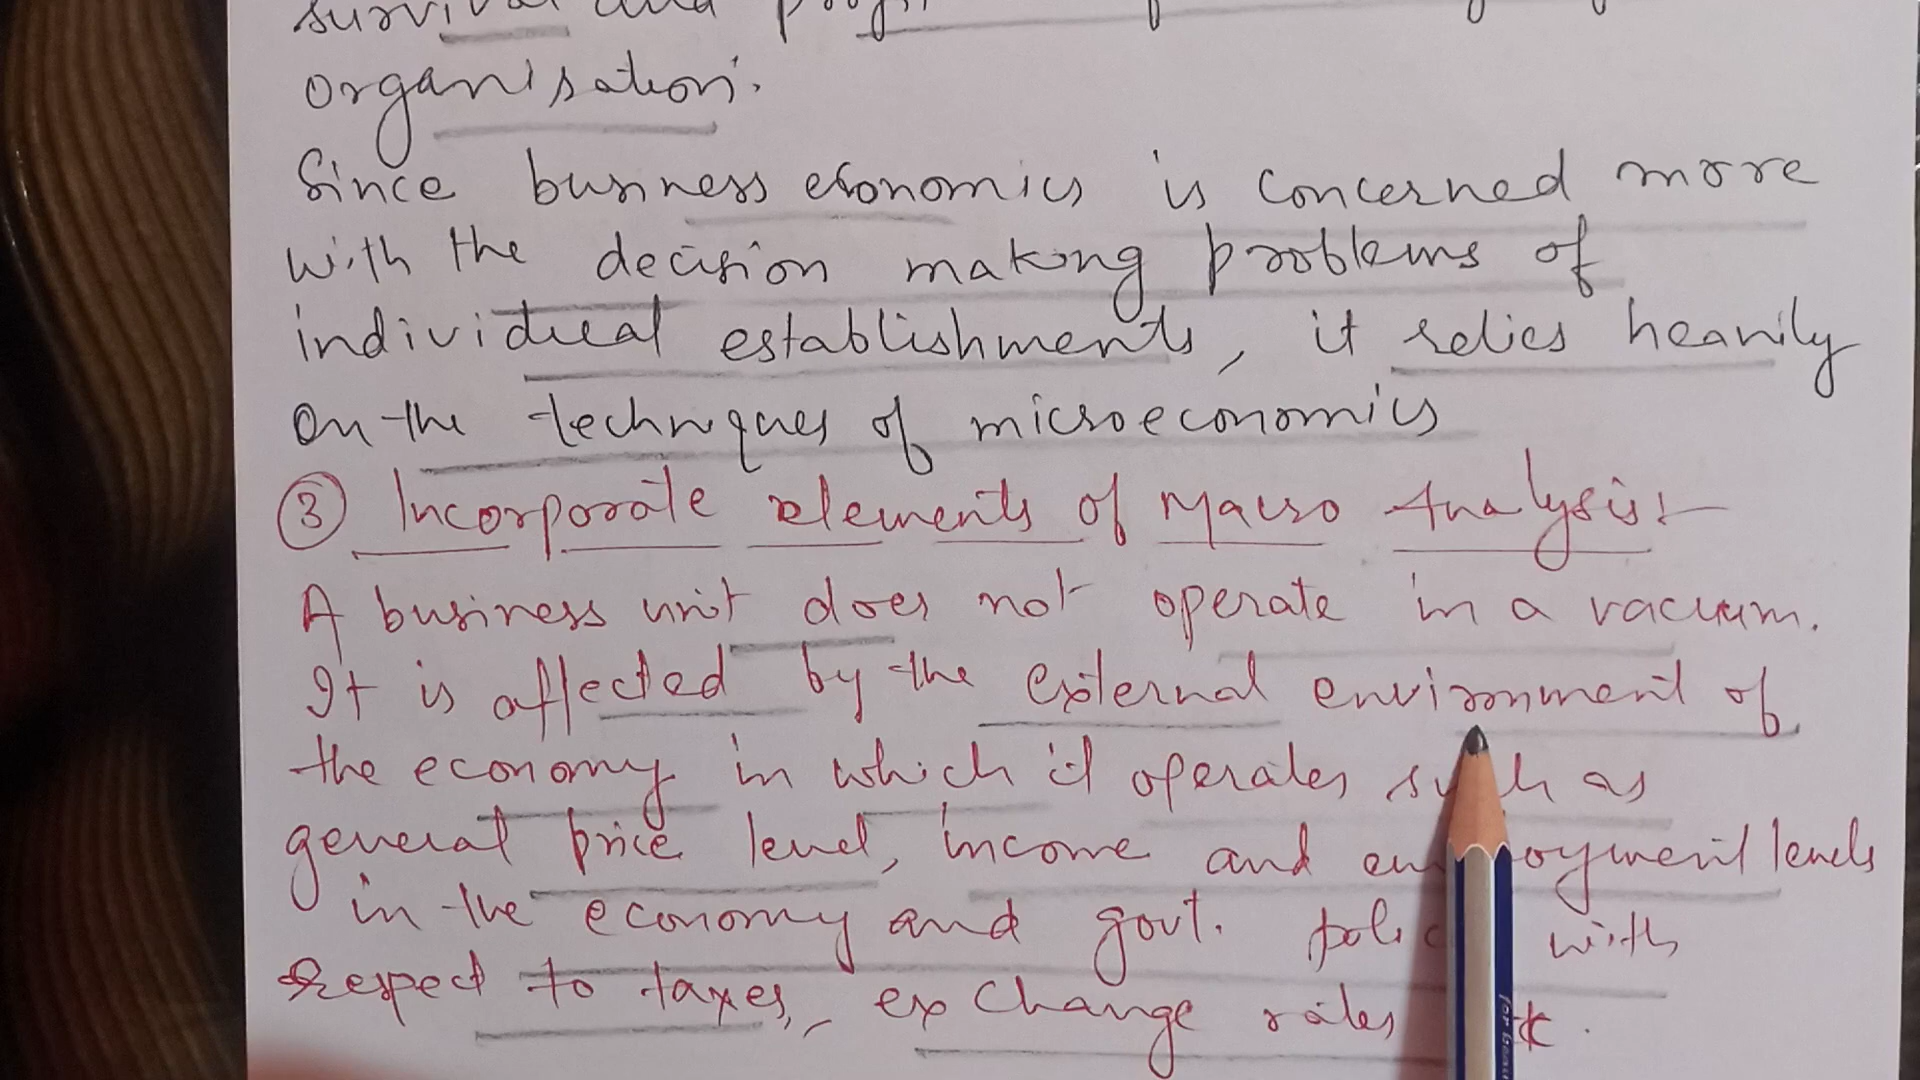 survival and
organisation.
Since business economics is concerned more
with the decision making problems of
individual establishments, it relies heavily
on the techniques of microeconomics
③ Incorporate elements of Macro Analysis:-
A business unit does not operate in a vacuum.
It is affected by the external environment of
the economy in which it operates such as
general price level, income and employment levels
in the economy and govt. with
respect to taxes, exchange rates